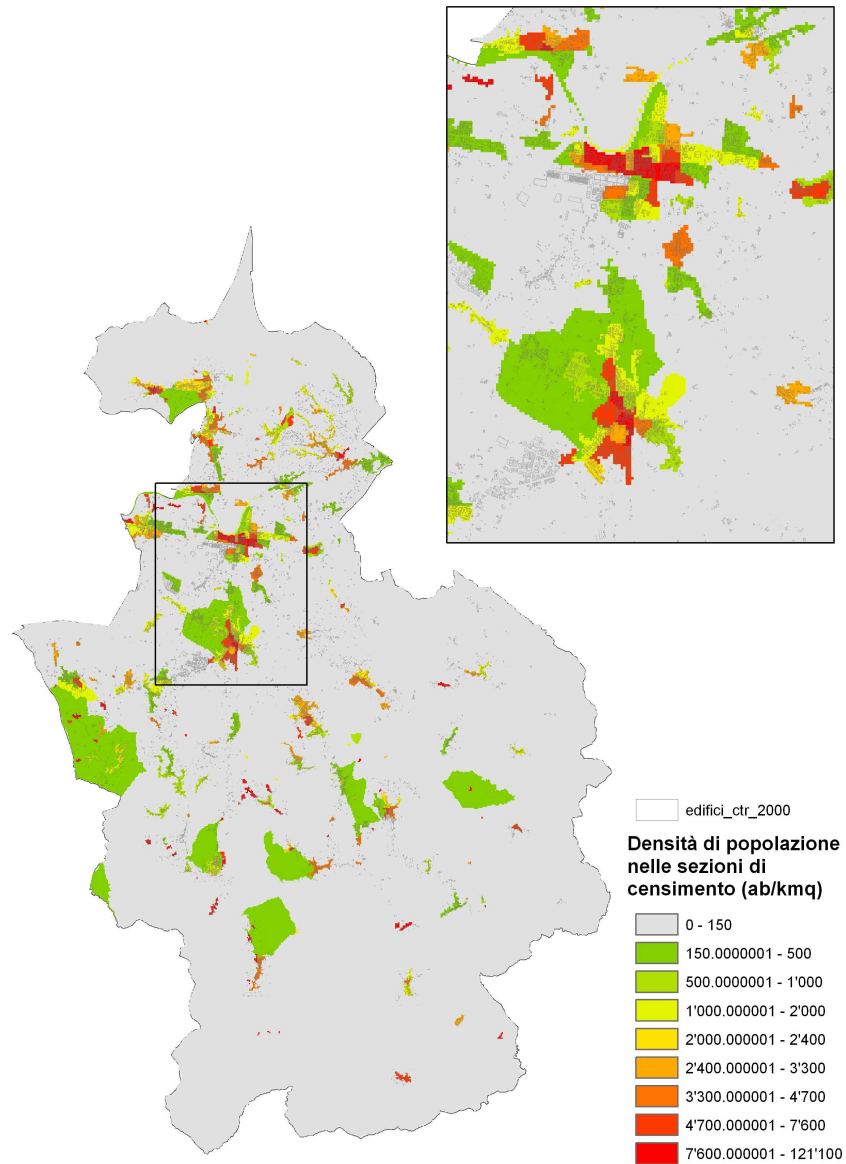 edifici_ctr_2000
Densità di popolazione
nelle sezioni di
censimento (ab/kmq)
0 - 150
150.0000001 - 500
500.0000001 - 1'000
1'000.000001 - 2'000
2'000.000001 - 2'400
2'400.000001 - 3'300
3'300.000001 - 4'700
4'700.000001 - 7'600
7'600.000001 - 121'100